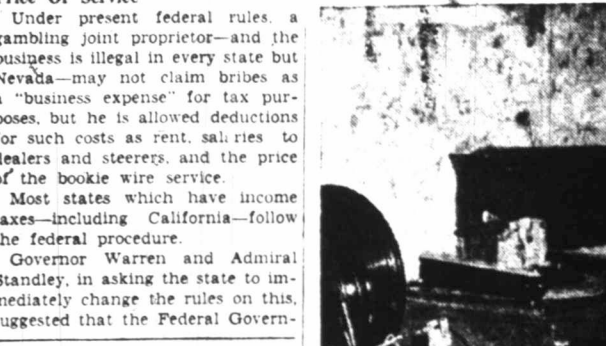 rice Of Service
Under present federal rules, a
gambling joint proprietor—and the
business is illegal in every state but
Nevada—may not claim bribes as
a "business expense" for tax pur-
poses, but he is allowed deductions
for such costs as rent, salaries to
dealers and steerers, and the price
of the bookie wire service.
Most states which have income
taxes—including California—follow
the federal procedure.
Governor Warren and Admiral
Standley, in asking the state to im-
mediately change the rules on this,
suggested that the Federal Govern-